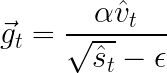 \vec{g}_t = \frac{\alpha \hat{v}_t}{\sqrt{\hat{s}_t} - \epsilon}